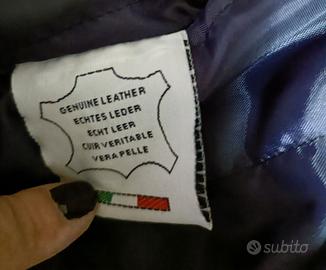 GENUINE LEATHER
ECHTES LEDER
ECHT LEER
CUIR VERITABLE
VERA PELLE
subito